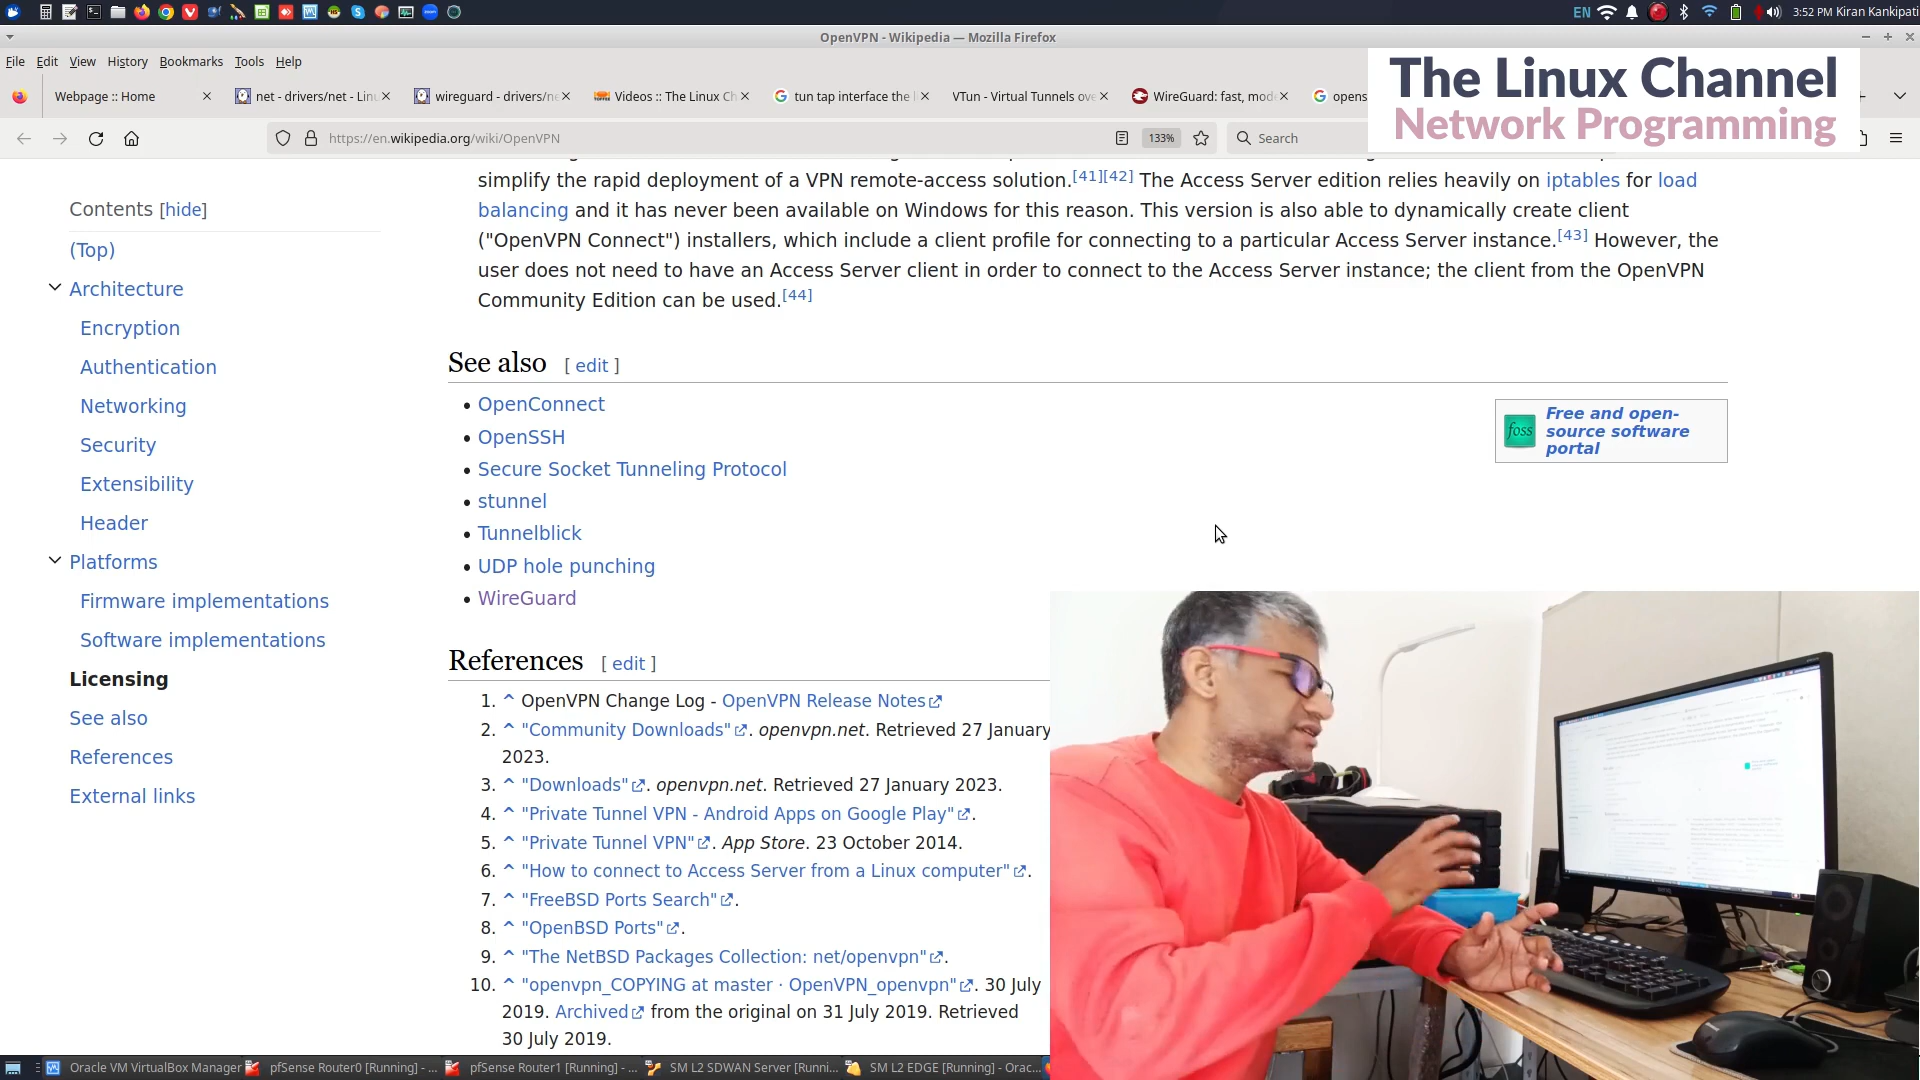 EN
3:52 PM Kiran Kankipati
OpenVPN - Wikipedia — Mozilla Firefox
File Edit View History Bookmarks Tools Help
Webpage :: Home
net - drivers/net - Linu
wireguard - drivers/ne
Videos :: The Linux Ch
tun tap interface the l
VTun - Virtual Tunnels ove
WireGuard: fast, mode
opens
The Linux Channel
Network Programming
https://en.wikipedia.org/wiki/OpenVPN
133%
Search
Contents [hide]
(Top)
Architecture
Encryption
Authentication
Networking
Security
Extensibility
Header
Platforms
Firmware implementations
Software implementations
Licensing
See also
References
External links
simplify the rapid deployment of a VPN remote-access solution.[41][42] The Access Server edition relies heavily on iptables for load
balancing and it has never been available on Windows for this reason. This version is also able to dynamically create client
("OpenVPN Connect") installers, which include a client profile for connecting to a particular Access Server instance.[43] However, the
user does not need to have an Access Server client in order to connect to the Access Server instance; the client from the OpenVPN
Community Edition can be used.[44]
See also [ edit ]
• OpenConnect
• OpenSSH
• Secure Socket Tunneling Protocol
• stunnel
• Tunnelblick
• UDP hole punching
• WireGuard
foss
Free and open-
source software
portal
References [ edit ]
1. ^ OpenVPN Change Log - OpenVPN Release Notes
2. ^ "Community Downloads". openvpn.net. Retrieved 27 January
2023.
3. ^ "Downloads". openvpn.net. Retrieved 27 January 2023.
4. ^ "Private Tunnel VPN - Android Apps on Google Play".
5. ^ "Private Tunnel VPN". App Store. 23 October 2014.
6. ^ "How to connect to Access Server from a Linux computer".
7. ^ "FreeBSD Ports Search".
8. ^ "OpenBSD Ports".
9. ^ "The NetBSD Packages Collection: net/openvpn".
10. ^ "openvpn_COPYING at master · OpenVPN_openvpn". 30 July
2019. Archived from the original on 31 July 2019. Retrieved
30 July 2019.
Oracle VM VirtualBox Manager
pfSense Router0 [Running] - ...
pfSense Router1 [Running] - ...
SM L2 SDWAN Server [Runni...
SM L2 EDGE [Running] - Orac...